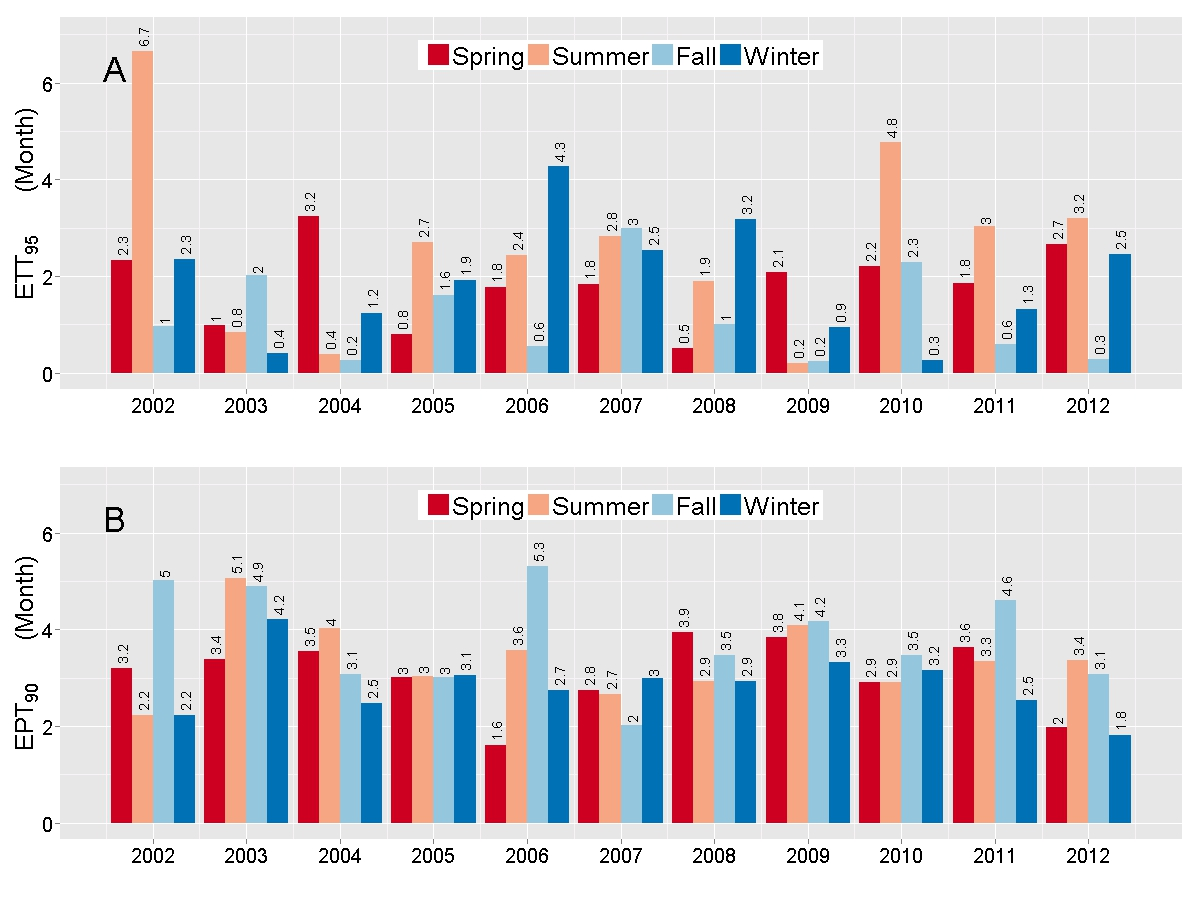 A
Spring Summer Fall Winter
ETT95 (Month)
6
4
2
0
2.3 6.7 1 2.3
1 0.8 2 0.4
3.2 0.4 0.2 1.2
0.8 2.7 1.6 1.9
1.8 2.4 0.6 4.3
1.8 2.8 3 2.5
0.5 1.9 1 3.2
2.1 0.2 0.2 0.9
2.2 4.8 2.3 0.3
1.8 3 0.6 1.3
2.7 3.2 0.3 2.5
2002 2003 2004 2005 2006 2007 2008 2009 2010 2011 2012
B
Spring Summer Fall Winter
EPT90 (Month)
6
4
2
0
3.2 2.2 5 2.2
3.4 5.1 4.9 4.2
3.5 4 3.1 2.5
3 3 3 3.1
1.6 3.6 5.3 2.7
2.8 2.7 2 3
3.9 2.9 3.5 2.9
3.8 4.1 4.2 3.3
2.9 2.9 3.5 3.2
3.6 3.3 4.6 2.5
2 3.4 3.1 1.8
2002 2003 2004 2005 2006 2007 2008 2009 2010 2011 2012